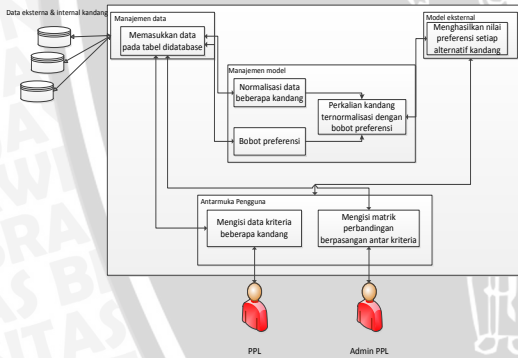 Data eksterna & internal kandang
Manajemen data
Memasukkan data
pada tabel didatabase
Model eksternal
Menghasilkan nilai
preferensi setiap
alternatif kandang
Manajemen model
Normalisasi data
beberapa kandang
Bobot preferensi
Perkalian kandang
ternormalisasi dengan
bobot preferensi
Antarmuka Pengguna
Mengisi data kriteria
beberapa kandang
Mengisi matrik
perbandingan
berpasangan antar kriteria
PPL
Admin PPL